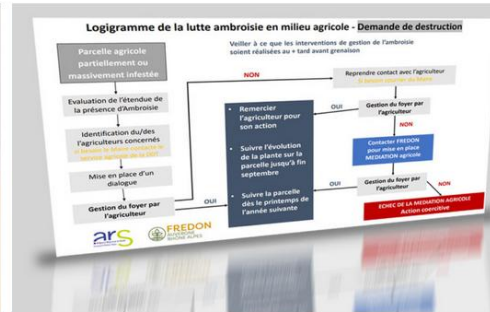 Logigramme de la lutte ambroisie en milieu agricole - Demande de destruction
Veiller à ce que les interventions de gestion de l'ambroisie
soient réalisées au + tard avant grenaison
Parcelle agricole
partiellement ou
massivement infestée
Evaluation de l'étendue de
la présence d'Ambroisie
Identification du/des
agriculteurs concernés
Mise en place d'un
dialogue
Gestion du foyer par
l'agriculteur
NON
OUI
• Remercier
l'agriculteur pour
son action
• Suivre l'évolution
de la plante sur la
parcelle jusqu'à fin
septembre
• Suivre la parcelle
dès le printemps de
l'année suivante
Reprendre contact avec l'agriculteur
OUI
Gestion du foyer par
l'agriculteur
NON
Contacter FREDON
pour mise en place
MEDIATION agricole
OUI
Gestion du foyer par
l'agriculteur
NON
ECHEC DE LA MEDIATION AGRICOLE
Action coercitive
ars
FREDON
AUVERGNE
RHÔNE-ALPES